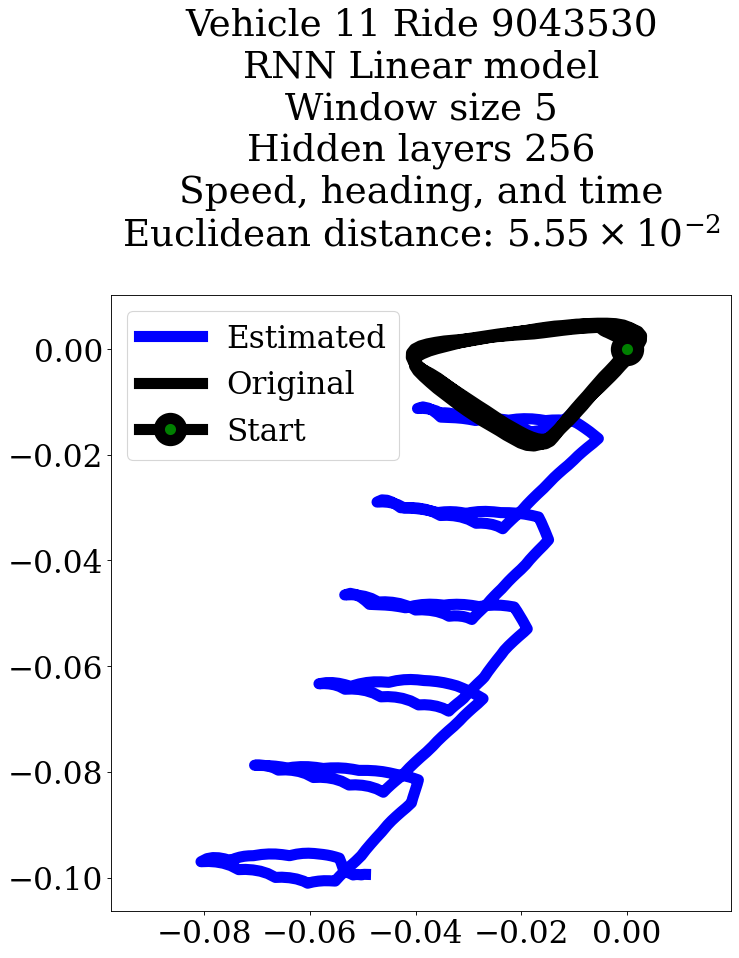 Vehicle 11 Ride 9043530
RNN Linear model
Window size 5
Hidden layers 256
Speed, heading, and time
Euclidean distance: 5.55 × 10⁻²
Estimated
Original
Start
0.00
−0.02
−0.04
−0.06
−0.08
−0.10
−0.08 −0.06 −0.04 −0.02 0.00